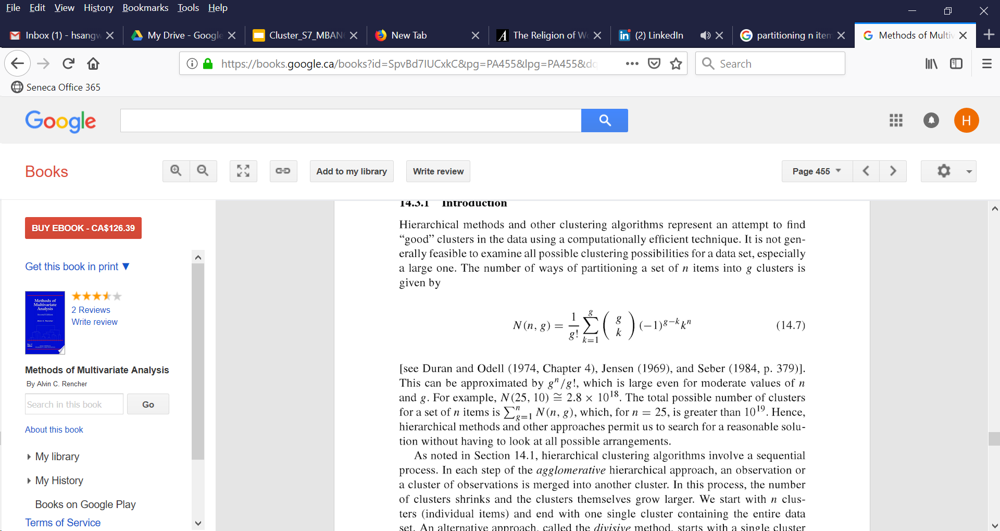 File Edit View History Bookmarks Tools Help
Inbox (1) - hsangw
My Drive - Google
Cluster_S7_MBAN
New Tab
The Religion of W
(2) LinkedIn
partitioning n item
Methods of Multiv
https://books.google.ca/books?id=SpvBd7IUCxkC&pg=PA455&lpg=PA455&dq
Search
Seneca Office 365
Google
H
Books
Add to my library
Write review
Page 455
BUY EBOOK - CA$126.39
Get this book in print ▼
Methods of
Multivariate
Analysis
Second Edition
Alvin C. Rencher
2 Reviews
Write review
Methods of Multivariate Analysis
By Alvin C. Rencher
Search in this book
Go
About this book
My library
My History
Books on Google Play
Terms of Service
14.3.1 Introduction
Hierarchical methods and other clustering algorithms represent an attempt to find
“good” clusters in the data using a computationally efficient technique. It is not gen-
erally feasible to examine all possible clustering possibilities for a data set, especially
a large one. The number of ways of partitioning a set of n items into g clusters is
given by
N(n, g) = \frac{1}{g!} \sum_{k=1}^{g} \binom{g}{k} (−1)^{g−k} k^n (14.7)
[see Duran and Odell (1974, Chapter 4), Jensen (1969), and Seber (1984, p. 379)].
This can be approximated by g^n/g!, which is large even for moderate values of n
and g. For example, N(25, 10) ≅ 2.8 × 10^18. The total possible number of clusters
for a set of n items is ∑_{g=1}^n N(n, g), which, for n = 25, is greater than 10^19. Hence,
hierarchical methods and other approaches permit us to search for a reasonable solu-
tion without having to look at all possible arrangements.
As noted in Section 14.1, hierarchical clustering algorithms involve a sequential
process. In each step of the agglomerative hierarchical approach, an observation or
a cluster of observations is merged into another cluster. In this process, the number
of clusters shrinks and the clusters themselves grow larger. We start with n clus-
ters (individual items) and end with one single cluster containing the entire data
set. An alternative approach, called the divisive method, starts with a single cluster